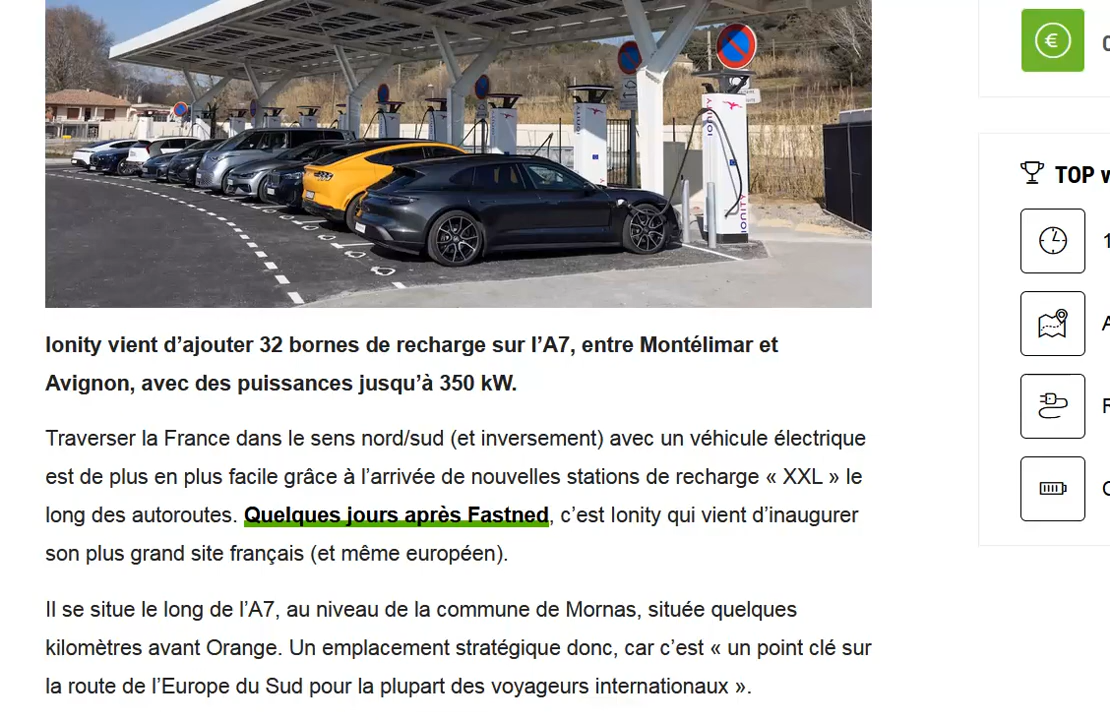 IONITY
IONITY
€
TOP
Ionity vient d’ajouter 32 bornes de recharge sur l’A7, entre Montélimar et
Avignon, avec des puissances jusqu’à 350 kW.
Traverser la France dans le sens nord/sud (et inversement) avec un véhicule électrique
est de plus en plus facile grâce à l’arrivée de nouvelles stations de recharge « XXL » le
long des autoroutes. Quelques jours après Fastned, c’est Ionity qui vient d’inaugurer
son plus grand site français (et même européen).
Il se situe le long de l’A7, au niveau de la commune de Mornas, située quelques
kilomètres avant Orange. Un emplacement stratégique donc, car c’est « un point clé sur
la route de l’Europe du Sud pour la plupart des voyageurs internationaux ».